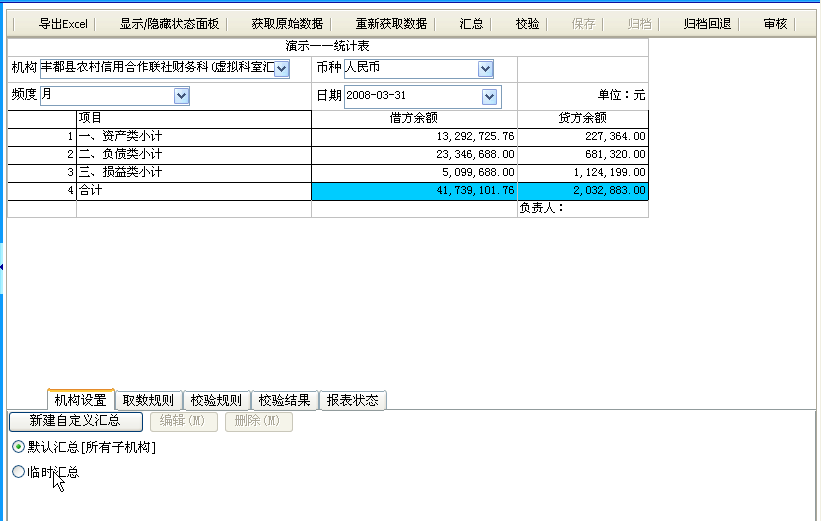 导出Excel 显示/隐藏状态面板 获取原始数据 重新获取数据 汇总 校验 保存 归档 归档回退 审核
演示一一统计表
机构 丰都县农村信用合作联社财务科(虚拟科室汇 币种 人民币
频度 月 日期 2008-03-31 单位：元
项目 借方余额 贷方余额
1 一、资产类小计 13,292,725.76 227,364.00
2 二、负债类小计 23,346,688.00 681,320.00
3 三、损益类小计 5,099,688.00 1,124,199.00
4 合计 41,739,101.76 2,032,883.00
负责人：
机构设置 取数规则 校验规则 校验结果 报表状态
新建自定义汇总 编辑(M) 删除(M)
默认汇总[所有子机构]
临时汇总